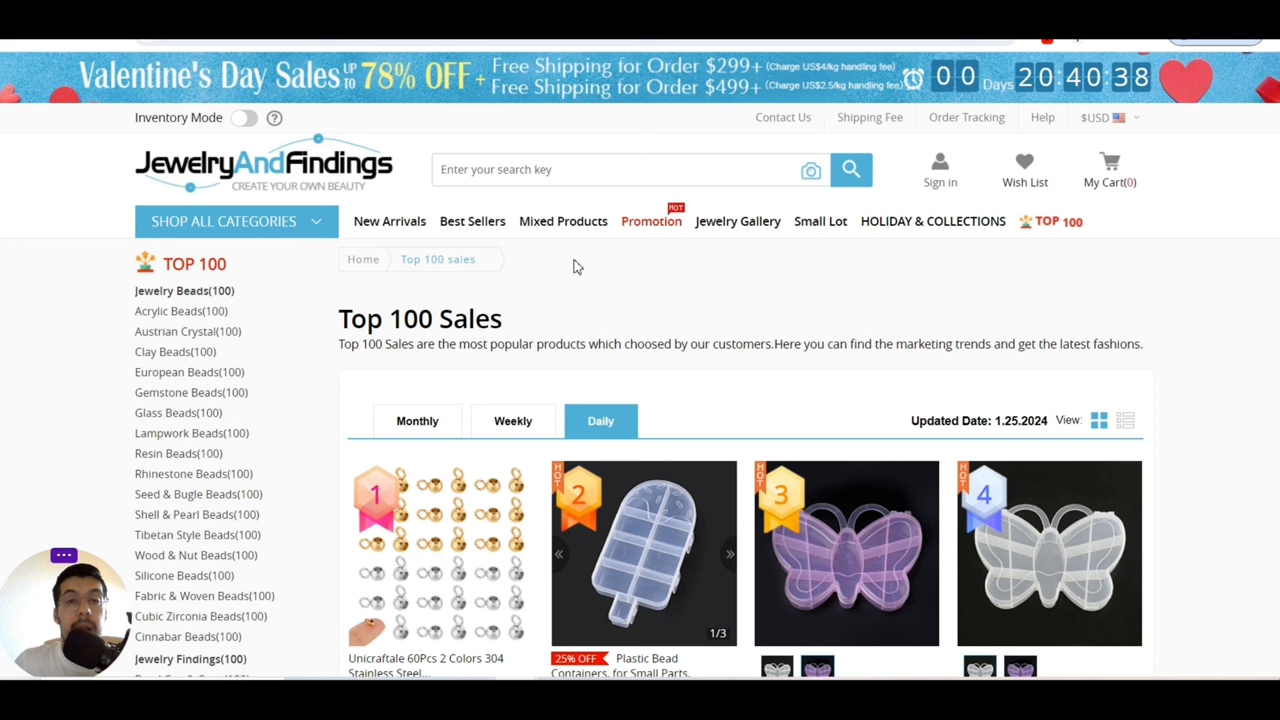 Valentine's Day Sales UP TO 78% OFF + Free Shipping for Order $299+ (Charge US$4/kg handling fee)
Free Shipping for Order $499+ (Charge US$2.5/kg handling fee)
00 Days 20:40:38
Inventory Mode ?
Contact Us Shipping Fee Order Tracking Help $USD
JewelryAndFindings
CREATE YOUR OWN BEAUTY
Enter your search key
Sign in Wish List My Cart(0)
HOT
SHOP ALL CATEGORIES New Arrivals Best Sellers Mixed Products Promotion Jewelry Gallery Small Lot HOLIDAY & COLLECTIONS TOP 100
TOP 100
Jewelry Beads(100)
Acrylic Beads(100)
Austrian Crystal(100)
Clay Beads(100)
European Beads(100)
Gemstone Beads(100)
Glass Beads(100)
Lampwork Beads(100)
Resin Beads(100)
Rhinestone Beads(100)
Seed & Bugle Beads(100)
Shell & Pearl Beads(100)
Tibetan Style Beads(100)
Wood & Nut Beads(100)
Silicone Beads(100)
Fabric & Woven Beads(100)
Cubic Zirconia Beads(100)
Cinnabar Beads(100)
Jewelry Findings(100)
Home Top 100 sales
Top 100 Sales
Top 100 Sales are the most popular products which choosed by our customers.Here you can find the marketing trends and get the latest fashions.
Monthly Weekly Daily Updated Date: 1.25.2024 View:
1 HOT 2 HOT 3 HOT 4
1/3
Unicraftale 60Pcs 2 Colors 304
Stainless Steel...
25% OFF Plastic Bead
Containers, for Small Parts,